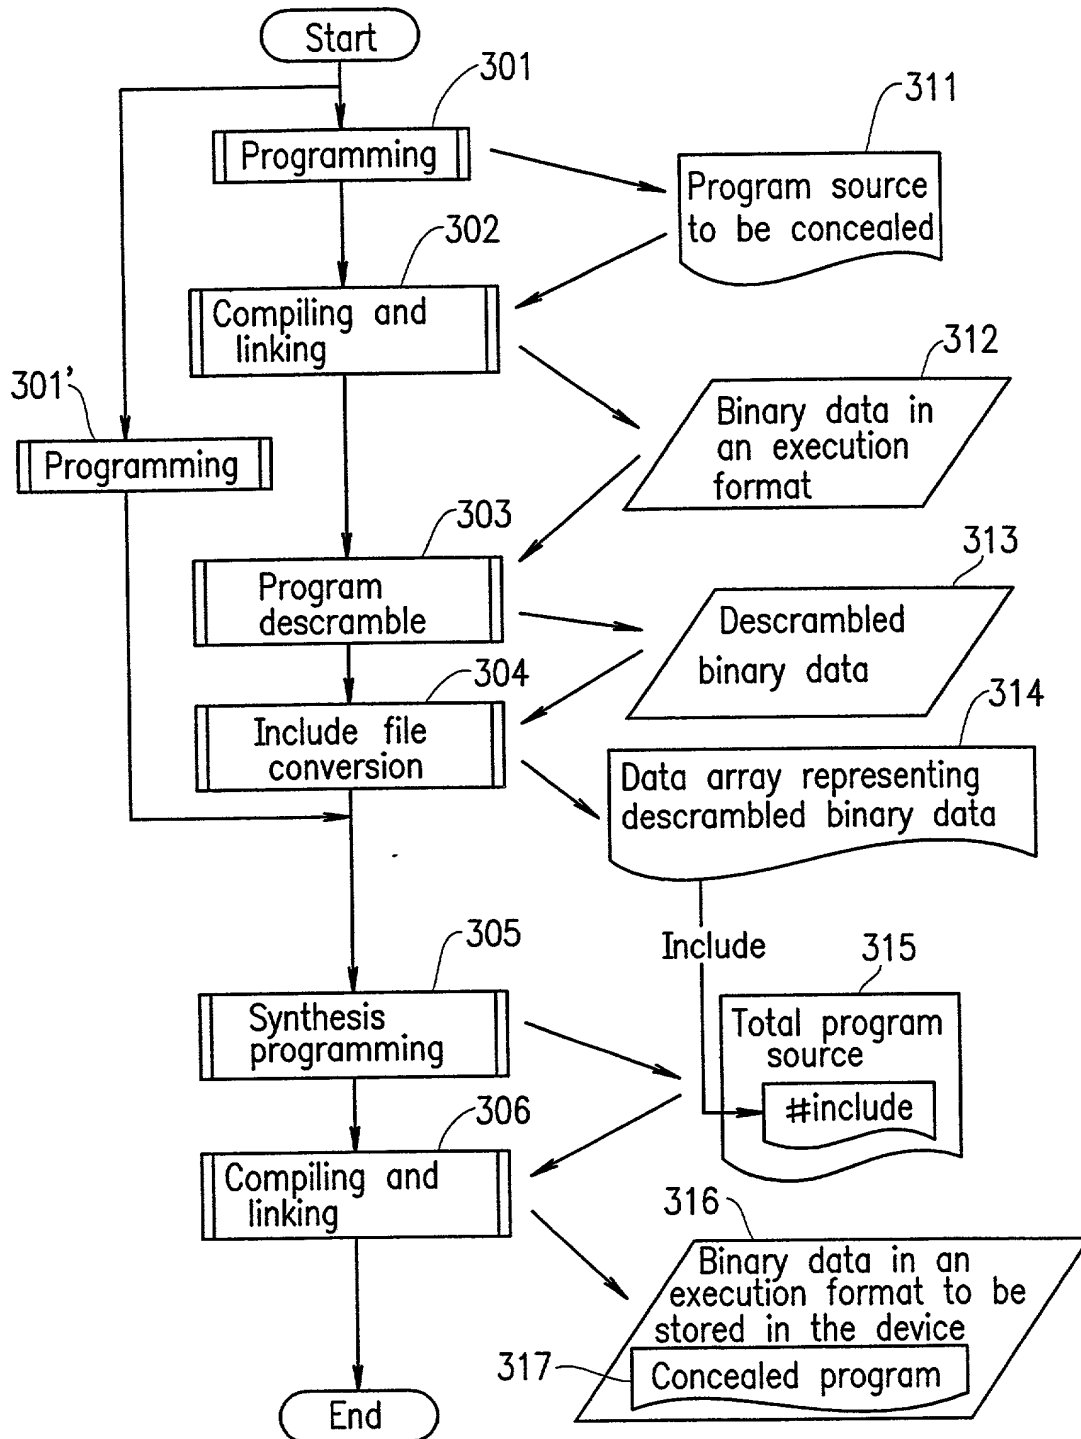 Start
301
Programming
311
Program source
to be concealed
302
Compiling and
linking
312
Binary data in
an execution
format
301'
Programming
303
Program
descramble
313
Descrambled
binary data
304
Include file
conversion
314
Data array representing
descrambled binary data
Include
305
Synthesis
programming
315
Total program
source
#include
306
Compiling and
linking
316
Binary data in an
execution format to be
stored in the device
317
Concealed program
End